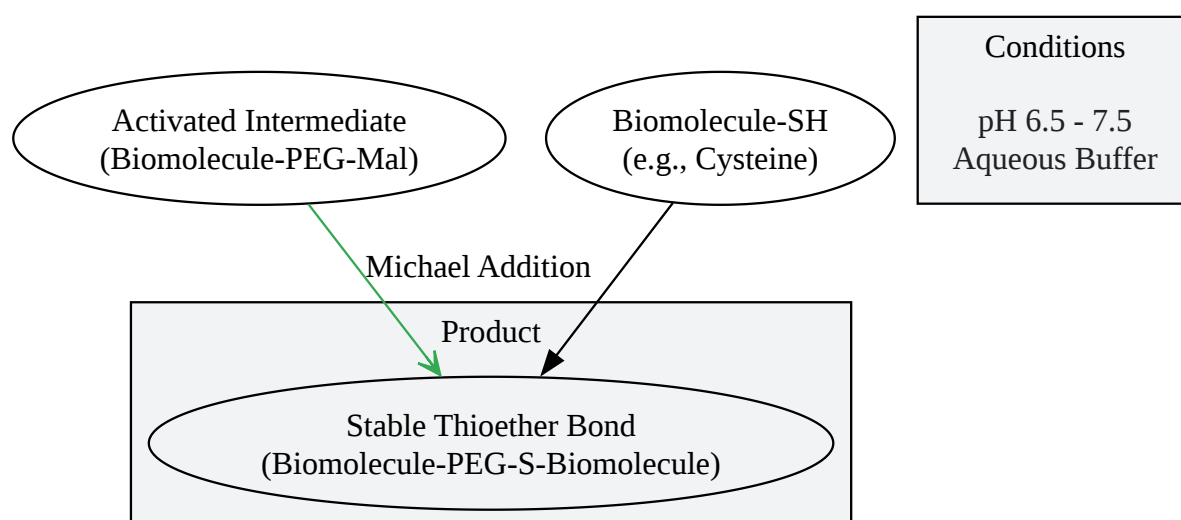 Activated Intermediate
(Biomolecule-PEG-Mal)
Biomolecule-SH
(e.g., Cysteine)
Conditions
pH 6.5 - 7.5
Aqueous Buffer
Michael Addition
Product
Stable Thioether Bond
(Biomolecule-PEG-S-Biomolecule)